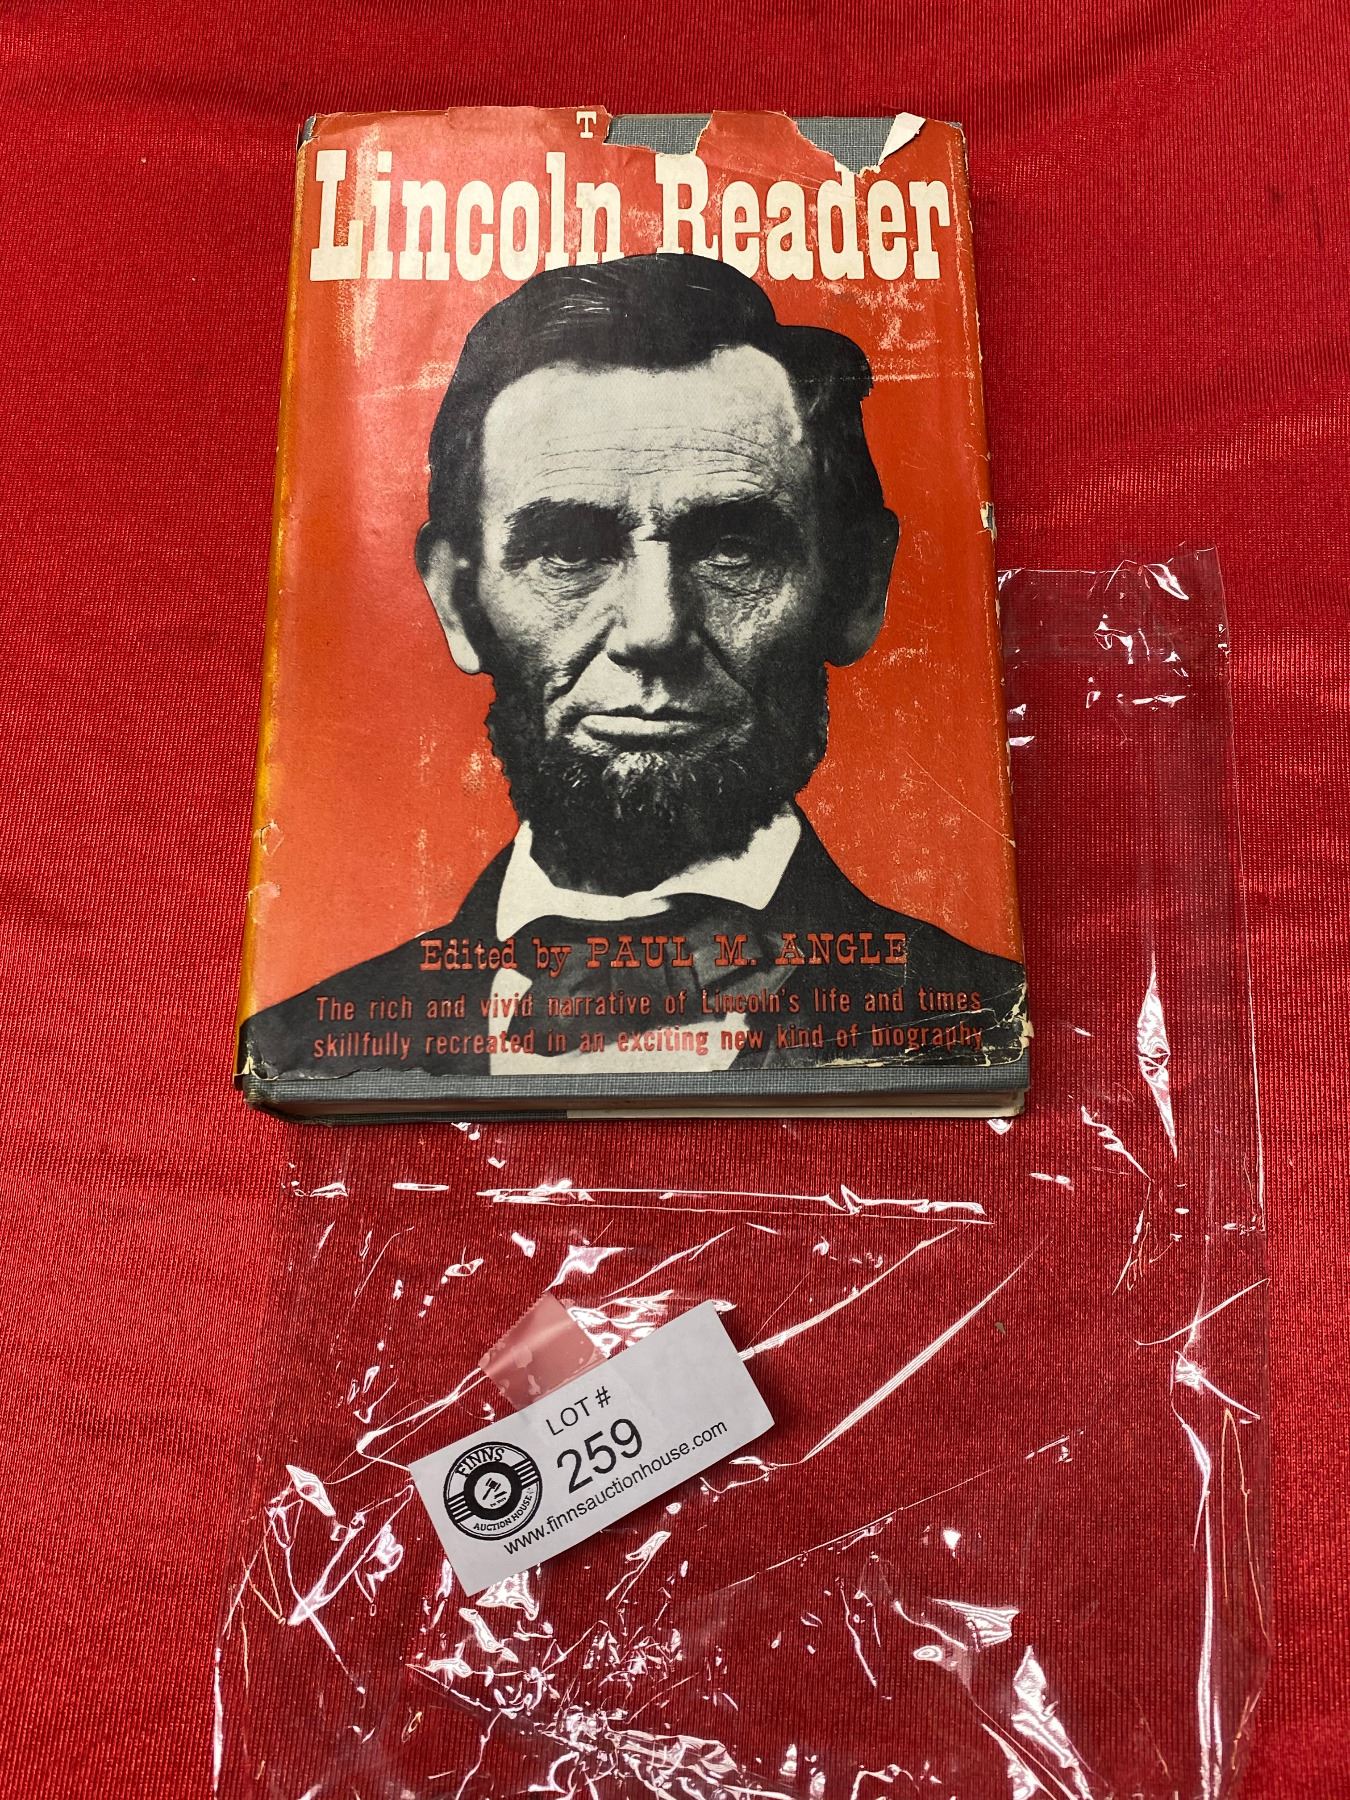 T
Lincoln Reader
Edited by PAUL M. ANGLE
The rich and vivid narrative of Lincoln's life and times
skillfully recreated in an exciting new kind of biography
LOT #
259
www.finnsauctionhouse.com
FINNS
AUCTION HOUSE